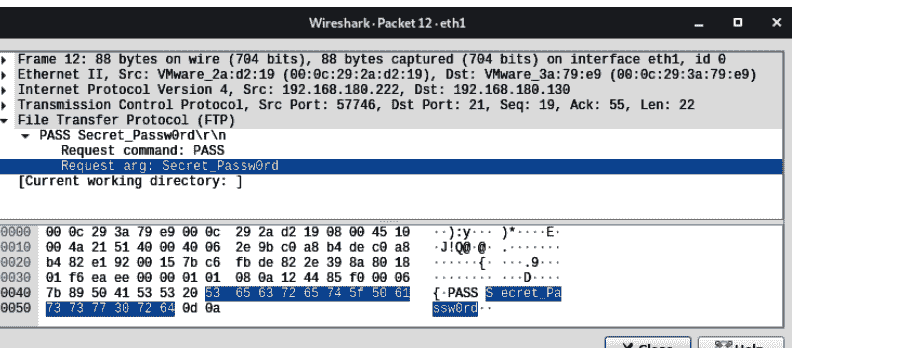 Wireshark · Packet 12 · eth1
Frame 12: 88 bytes on wire (704 bits), 88 bytes captured (704 bits) on interface eth1, id 0
Ethernet II, Src: VMware_2a:d2:19 (00:0c:29:2a:d2:19), Dst: VMware_3a:79:e9 (00:0c:29:3a:79:e9)
Internet Protocol Version 4, Src: 192.168.180.222, Dst: 192.168.180.130
Transmission Control Protocol, Src Port: 57746, Dst Port: 21, Seq: 19, Ack: 55, Len: 22
File Transfer Protocol (FTP)
PASS Secret_Passw0rd\r\n
Request command: PASS
Request arg: Secret_Passw0rd
[Current working directory: ]
0000 00 0c 29 3a 79 e9 00 0c 29 2a d2 19 08 00 45 10 ··):y··· )*····E·
0010 00 4a 21 51 40 00 40 06 2e 9b c0 a8 b4 de c0 a8 ·J!Q@·@· .·······
0020 b4 82 e1 92 00 15 7b c6 fb de 82 2e 39 8a 80 18 ······{· ···.9···
0030 01 f6 ea ee 00 00 01 01 08 0a 12 44 85 f0 00 06 ········ ···D····
0040 7b 89 50 41 53 53 20 53 65 63 72 65 74 5f 50 61 {·PASS S ecret_Pa
0050 73 73 77 30 72 64 0d 0a ssw0rd··
Close Help